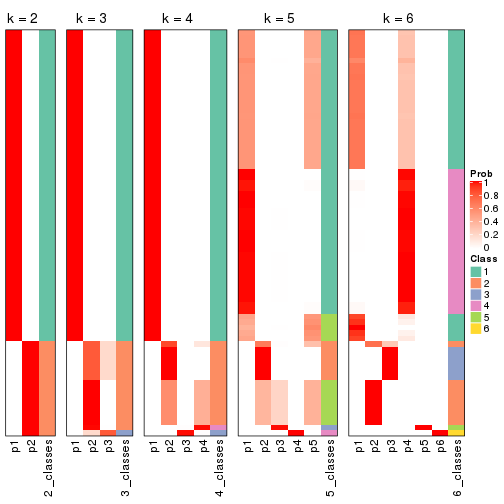 k = 2
k = 3
k = 4
k = 5
k = 6
p1
p2
2_classes
p1
p2
p3
3_classes
p1
p2
p3
p4
4_classes
p1
p2
p3
p4
p5
5_classes
p1
p2
p3
p4
p5
p6
6_classes
Prob
1
0.8
0.6
0.4
0.2
0
Class
1
2
3
4
5
6